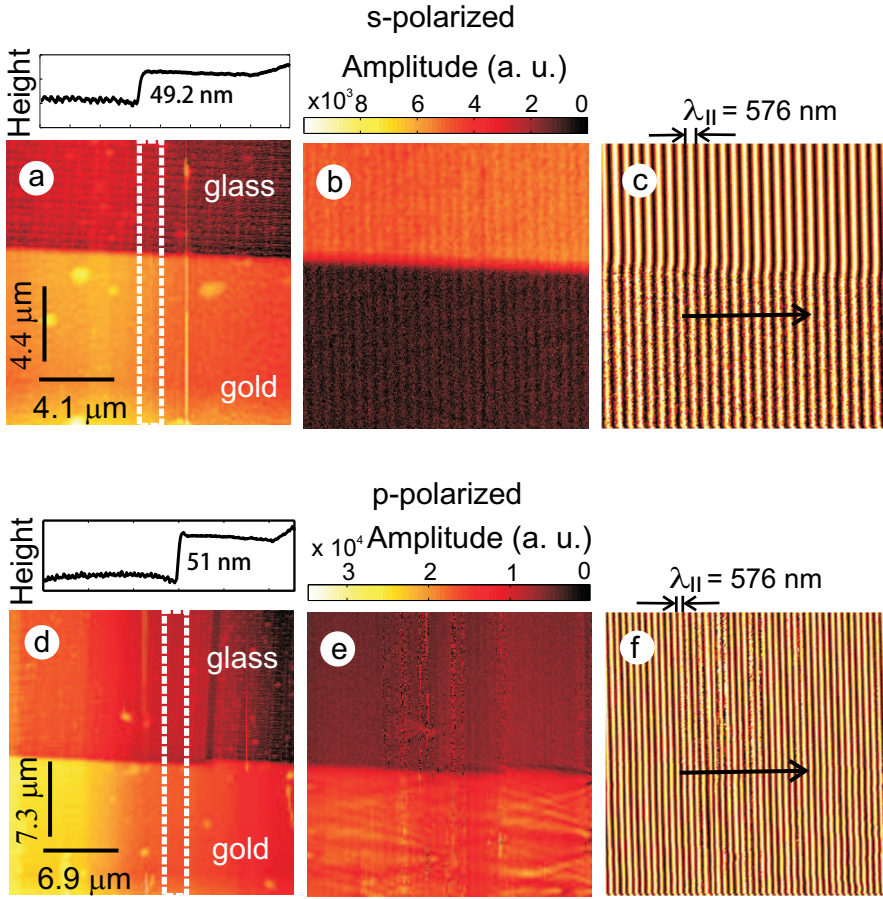 s-polarized
Height
49.2 nm
Amplitude (a. u.)
x10³ 8 6 4 2 0
λ_II = 576 nm
a
glass
4.4 μm
4.1 μm
gold
b
c
p-polarized
Height
51 nm
x 10⁴ Amplitude (a. u.)
3 2 1 0
λ_II = 576 nm
d
glass
7.3 μm
6.9 μm
gold
e
f